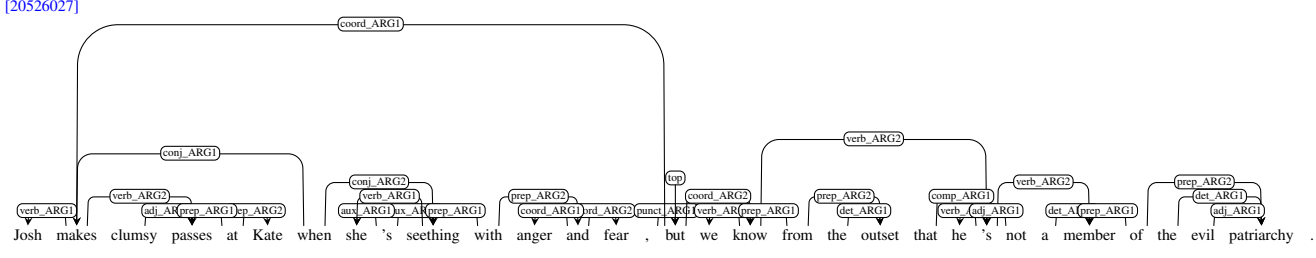 [20526027]
coord_ARG1
verb_ARG2
conj_ARG1
top
conj_ARG2 verb_ARG2
verb_ARG2 verb_ARG1 prep_ARG2 coord_ARG2 prep_ARG2 comp_ARG1 prep_ARG2 det_ARG1
verb_ARG1 prep_ARG1 aux_ARG1 prep_ARG1 coord_ARG1 prep_ARG1 det_ARG1 adj_ARG1 prep_ARG1 adj_ARG1
Josh makes clumsy passes at Kate when she 's seething with anger and fear , but we know from the outset that he 's not a member of the evil patriarchy .